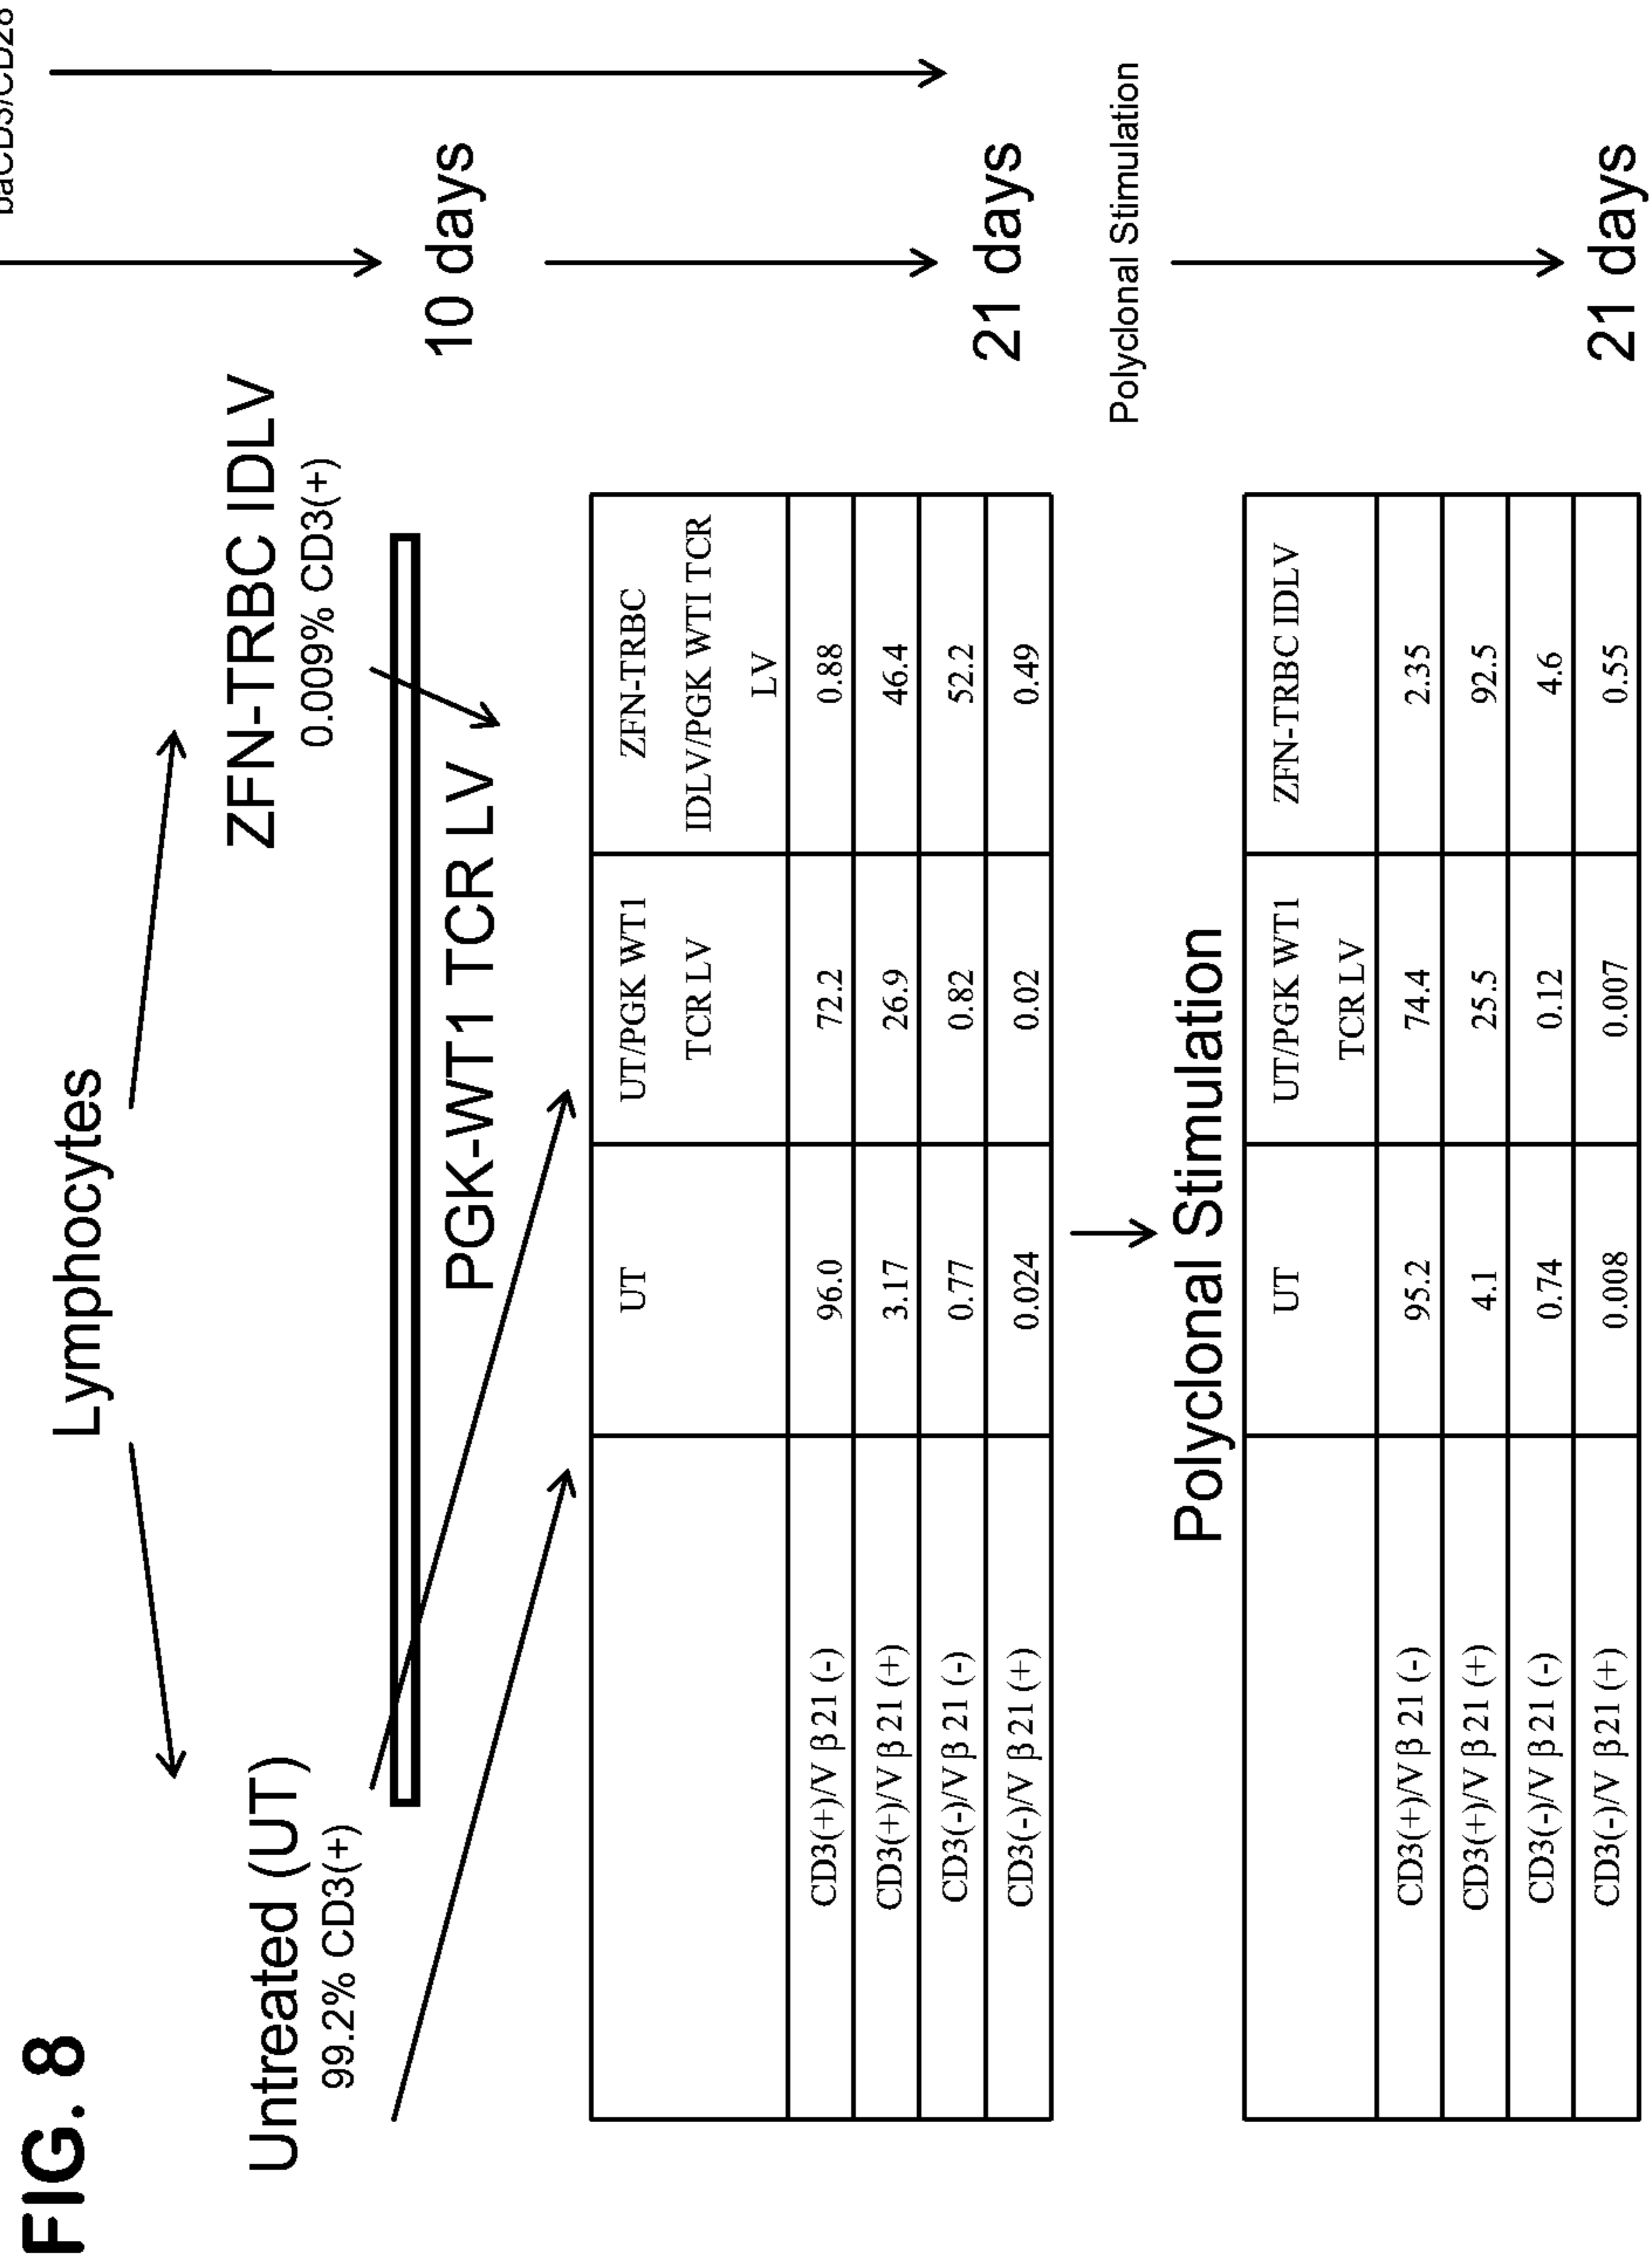 FIG. 8
Lymphocytes
baCD3/CD28
Untreated (UT)
99.2% CD3(+)
ZFN-TRBC IDLV
0.009% CD3(+)
10 days
PGK-WT1 TCR LV
UT
UT/PGK WT1
TCR LV
ZFN-TRBC
IDLV/PGK WTI TCR
LV
CD3(+)/V β 21 (-) 96.0 72.2 0.88
CD3(+)/V β 21 (+) 3.17 26.9 46.4
CD3(-)/V β 21 (-) 0.77 0.82 52.2
CD3(-)/V β 21 (+) 0.024 0.02 0.49
21 days
Polyclonal Stimulation
Polyclonal Stimulation
UT
UT/PGK WT1
TCR LV
ZFN-TRBC IDLV
CD3(+)/V β 21 (-) 95.2 74.4 2.35
CD3(+)/V β 21 (+) 4.1 25.5 92.5
CD3(-)/V β 21 (-) 0.74 0.12 4.6
CD3(-)/V β21 (+) 0.008 0.007 0.55
21 days